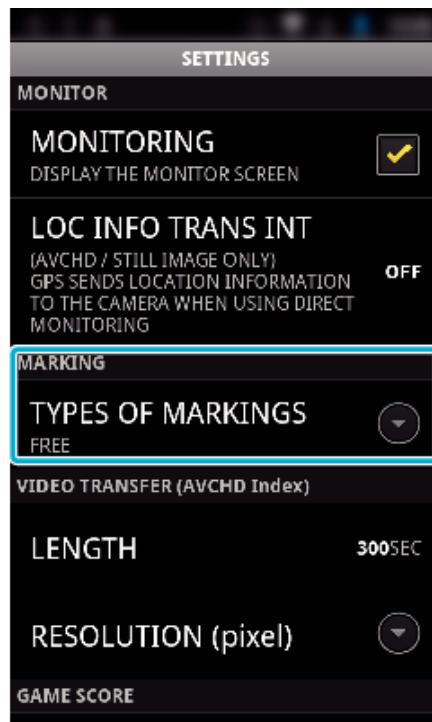 SETTINGS
MONITOR
MONITORING
DISPLAY THE MONITOR SCREEN
LOC INFO TRANS INT
(AVCHD / STILL IMAGE ONLY)
GPS SENDS LOCATION INFORMATION
TO THE CAMERA WHEN USING DIRECT
MONITORING
OFF
MARKING
TYPES OF MARKINGS
FREE
VIDEO TRANSFER (AVCHD Index)
LENGTH
300SEC
RESOLUTION (pixel)
GAME SCORE